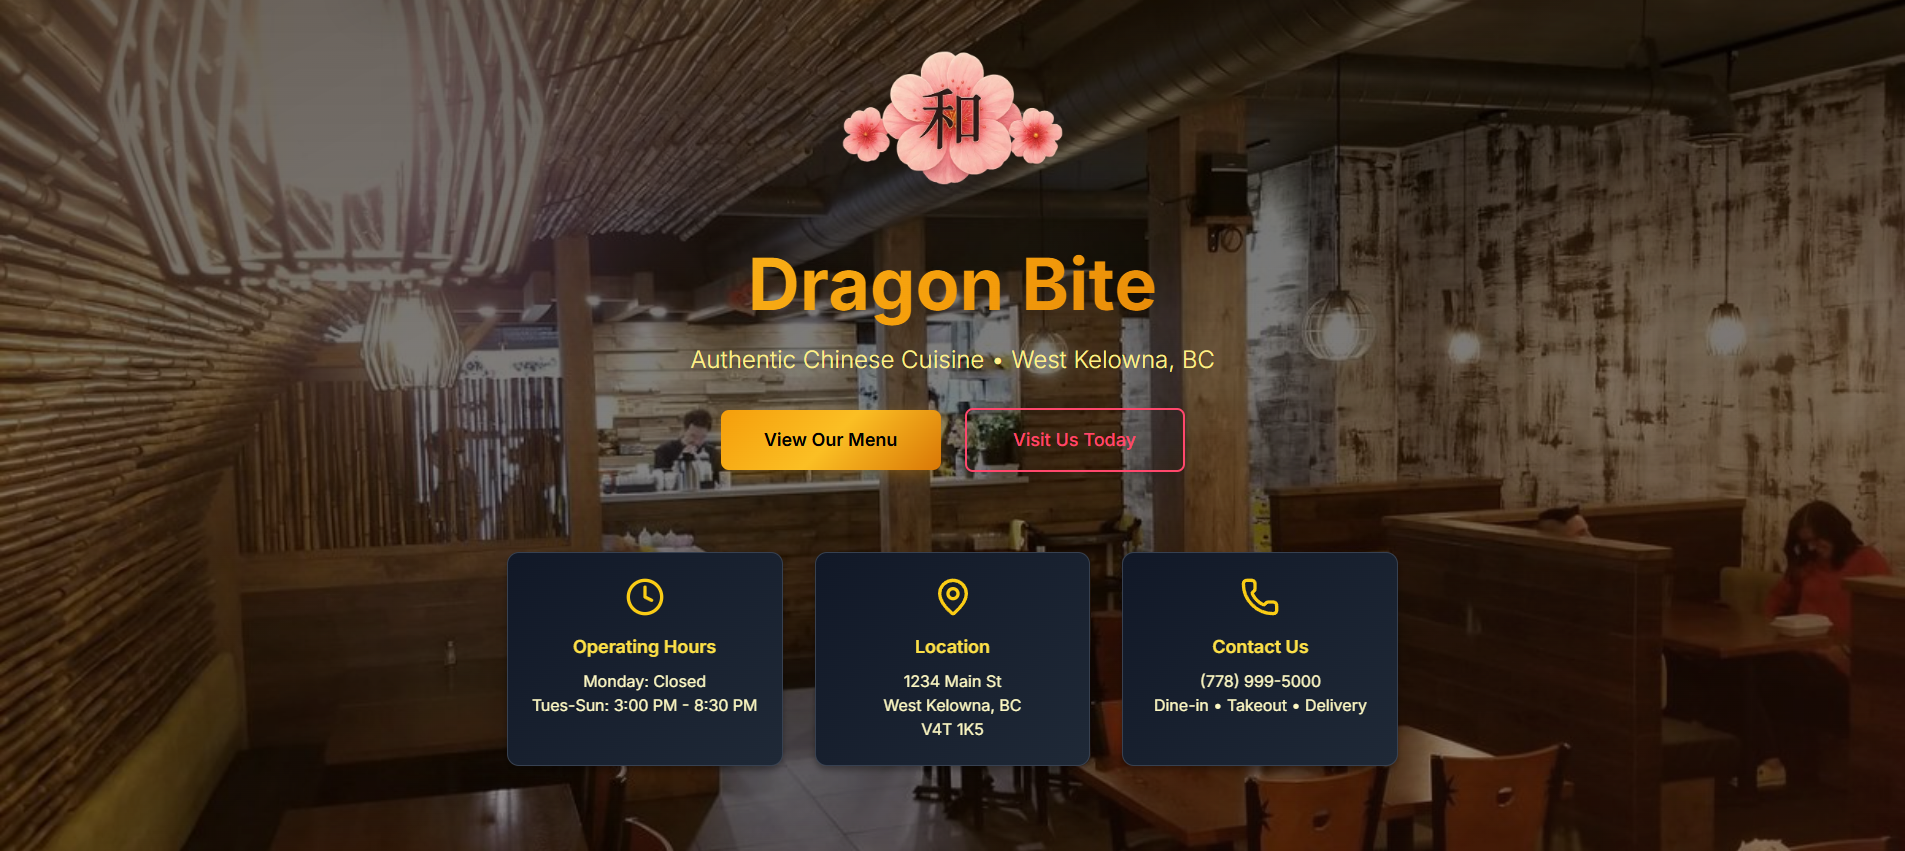 和
Dragon Bite
Authentic Chinese Cuisine • West Kelowna, BC
View Our Menu
Visit Us Today
Operating Hours
Monday: Closed
Tues-Sun: 3:00 PM - 8:30 PM
Location
1234 Main St
West Kelowna, BC
V4T 1K5
Contact Us
(778) 999-5000
Dine-in • Takeout • Delivery